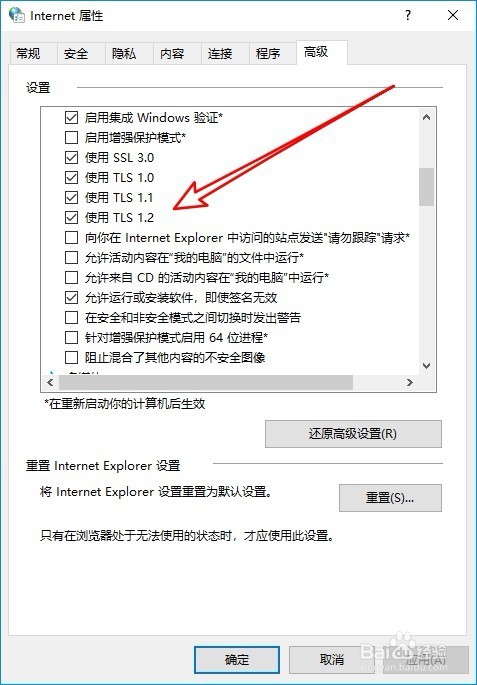 Internet 属性
常规 安全 隐私 内容 连接 程序 高级
设置
启用集成 Windows 验证*
启用增强保护模式*
使用 SSL 3.0
使用 TLS 1.0
使用 TLS 1.1
使用 TLS 1.2
向你在 Internet Explorer 中访问的站点发送"请勿跟踪"请求*
允许活动内容在"我的电脑"的文件中运行*
允许来自 CD 的活动内容在"我的电脑"中运行*
允许运行或安装软件，即使签名无效
在安全和非安全模式之间切换时发出警告
针对增强保护模式启用 64 位进程*
阻止混合了其他内容的不安全图像
*在重新启动你的计算机后生效
还原高级设置(R)
重置 Internet Explorer 设置
将 Internet Explorer 设置重置为默认设置。
重置(S)...
只有在浏览器处于无法使用的状态时，才应使用此设置。
确定 取消 应用(A)
Baidu 经验